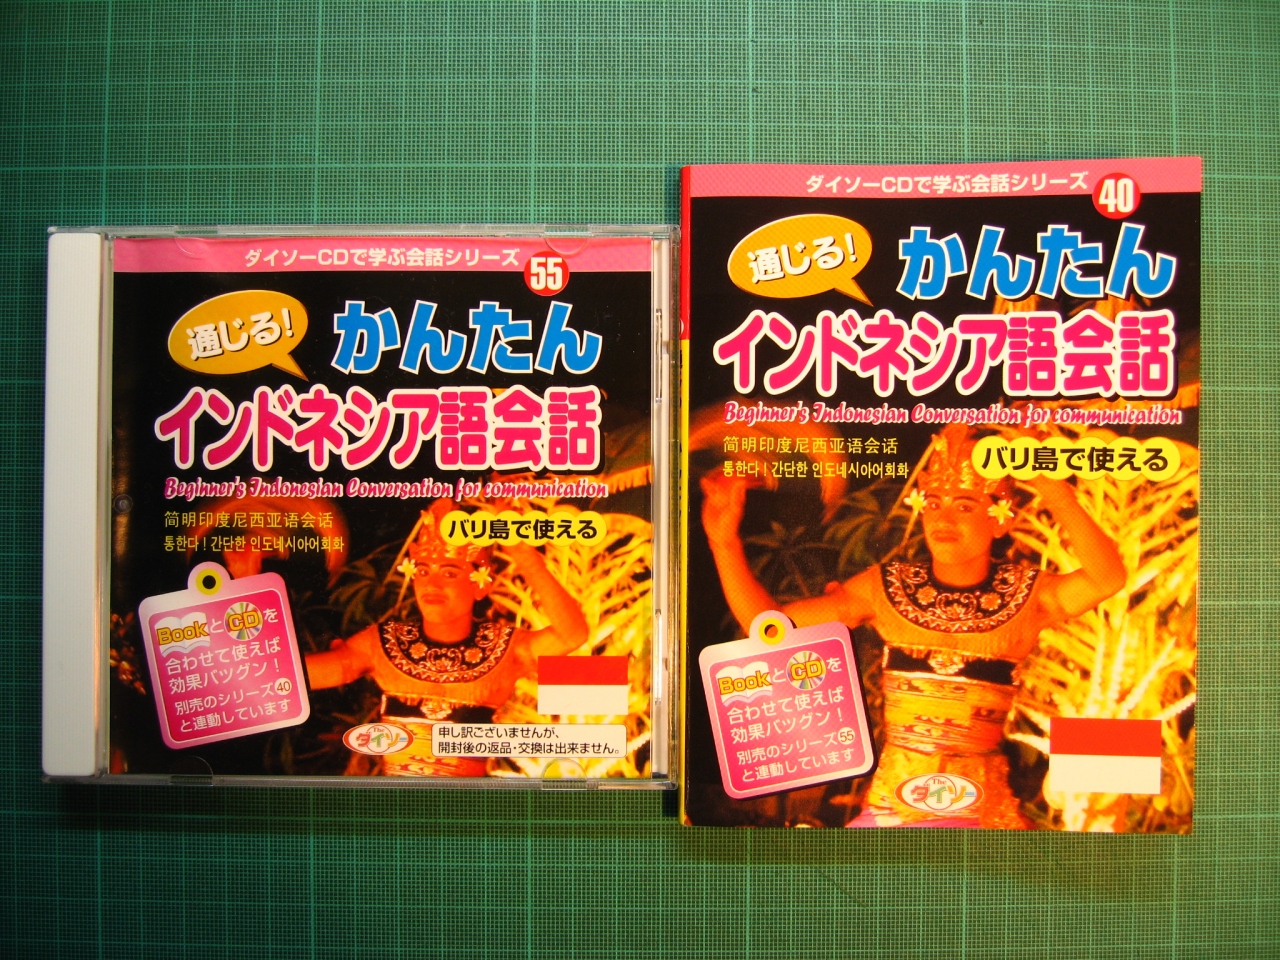 ダイソーCDで学ぶ会話シリーズ
55
通じる!
かんたん
インドネシア語会話
Beginner's Indonesian Conversation for communication
简明印度尼西亚语会话
통한다! 간단한 인도네시아어회화
バリ島で使える
BookとCDを
合わせて使えば
効果バツグン!
別売のシリーズ40
と連動しています
The
ダイソー
申し訳ございませんが、
開封後の返品・交換は出来ません。
ダイソーCDで学ぶ会話シリーズ
40
通じる!
かんたん
インドネシア語会話
Beginner's Indonesian Conversation for communication
简明印度尼西亚语会话
통한다! 간단한 인도네시아어회화
バリ島で使える
BookとCDを
合わせて使えば
効果バツグン!
別売のシリーズ55
と連動しています
The
ダイソー